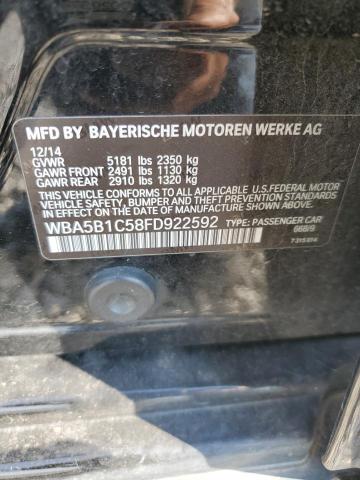 MFD BY BAYERISCHE MOTOREN WERKE AG
12/14
GVWR 5181 lbs 2350 kg
GAWR FRONT 2491 lbs 1130 kg
GAWR REAR 2910 lbs 1320 kg
THIS VEHICLE CONFORMS TO ALL APPLICABLE U.S. FEDERAL MOTOR
VEHICLE SAFETY, BUMPER, AND THEFT PREVENTION STANDARDS
IN EFFECT ON THE DATE OF MANUFACTURE SHOWN ABOVE.
WBA5B1C58FD922592 TYPE: PASSENGER CAR
668/9